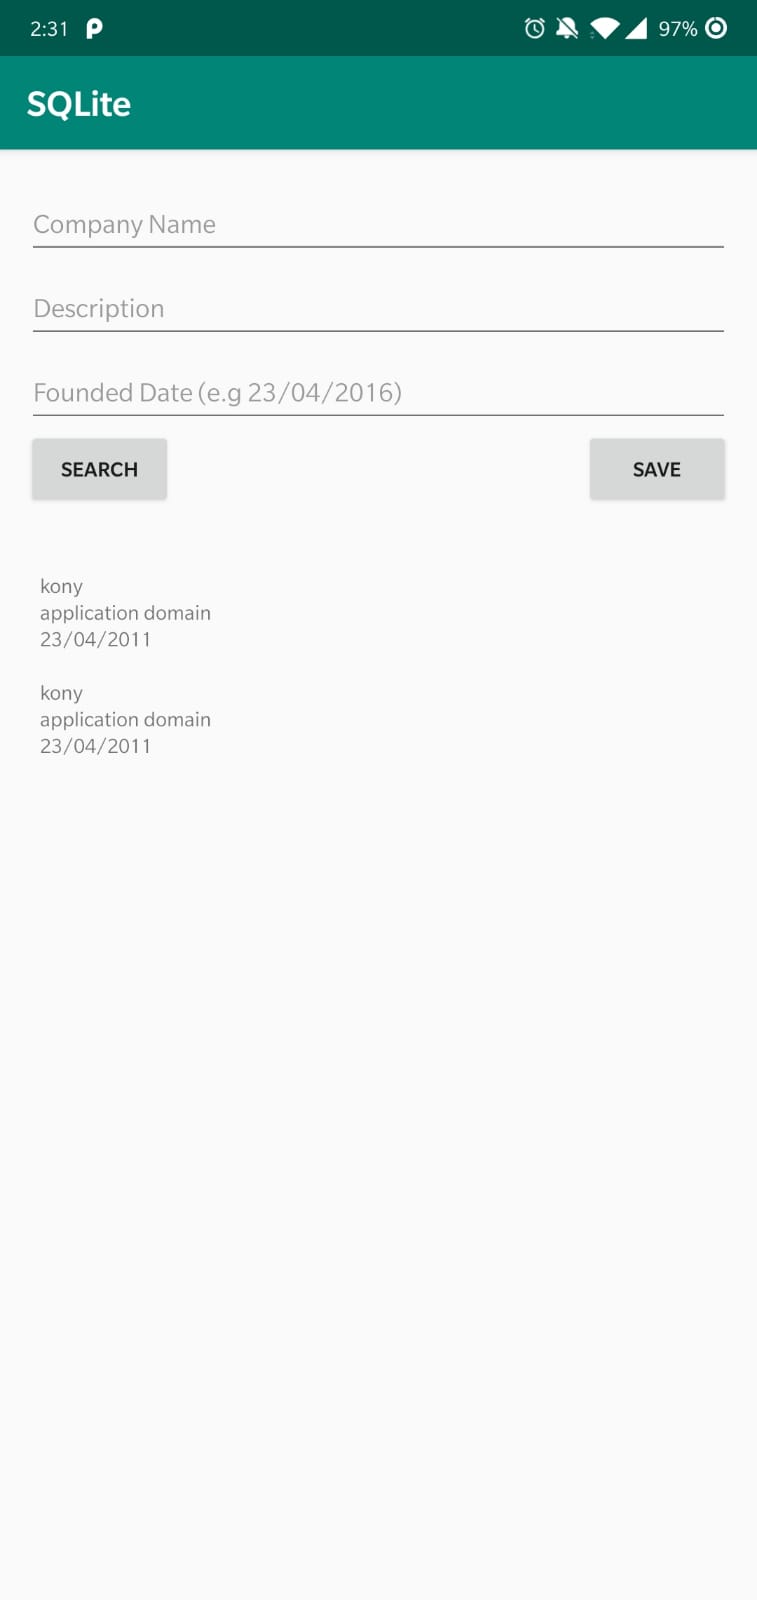 2:31 97%
SQLite
Company Name
Description
Founded Date (e.g 23/04/2016)
SEARCH SAVE
kony
application domain
23/04/2011
kony
application domain
23/04/2011